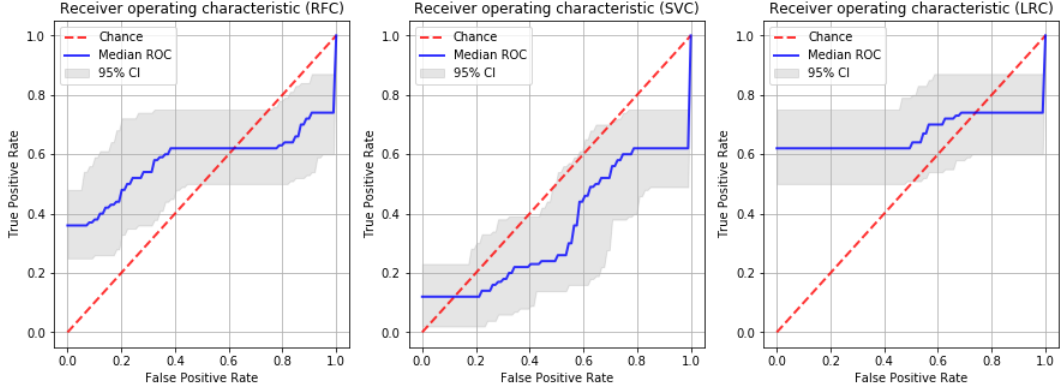 Receiver operating characteristic (RFC)
Chance
Median ROC
95% CI
1.0
0.8
0.6
0.4
0.2
0.0
True Positive Rate
0.0 0.2 0.4 0.6 0.8 1.0
False Positive Rate
Receiver operating characteristic (SVC)
Chance
Median ROC
95% CI
1.0
0.8
0.6
0.4
0.2
0.0
True Positive Rate
0.0 0.2 0.4 0.6 0.8 1.0
False Positive Rate
Receiver operating characteristic (LRC)
Chance
Median ROC
95% CI
1.0
0.8
0.6
0.4
0.2
0.0
True Positive Rate
0.0 0.2 0.4 0.6 0.8 1.0
False Positive Rate